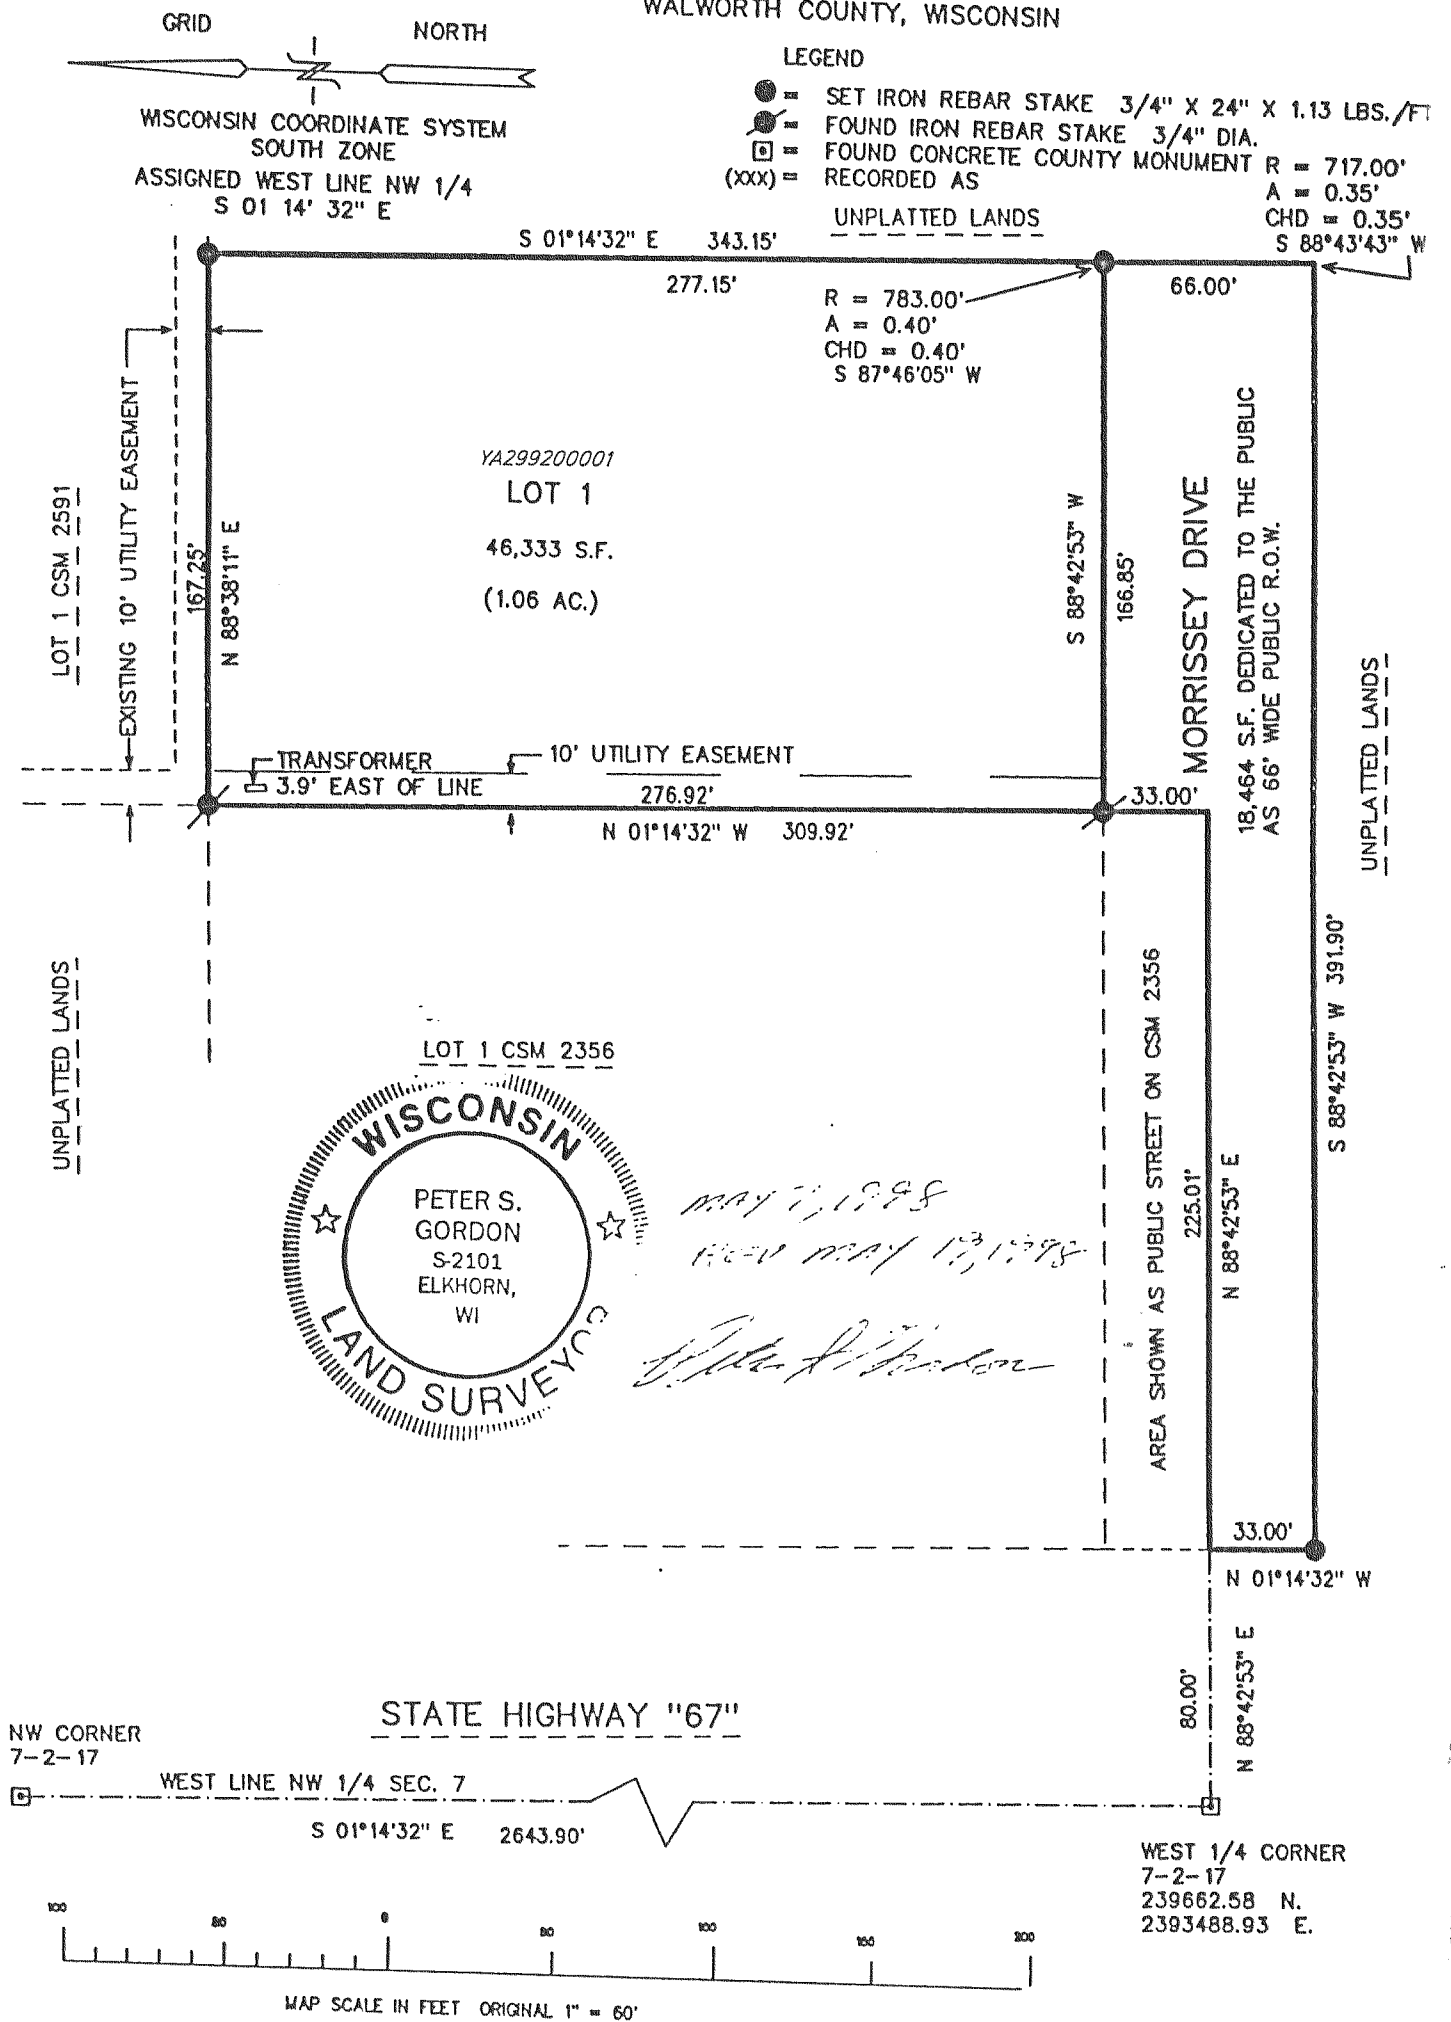 WALWORTH COUNTY, WISCONSIN
GRID NORTH
WISCONSIN COORDINATE SYSTEM
SOUTH ZONE
ASSIGNED WEST LINE NW 1/4
S 01 14' 32" E
LEGEND
= SET IRON REBAR STAKE 3/4" X 24" X 1.13 LBS./FT
= FOUND IRON REBAR STAKE 3/4" DIA.
= FOUND CONCRETE COUNTY MONUMENT
(XXX) = RECORDED AS
R = 717.00'
A = 0.35'
CHD = 0.35'
S 88°43'43" W
UNPLATTED LANDS
S 01°14'32" E 343.15'
277.15'
66.00'
R = 783.00'
A = 0.40'
CHD = 0.40'
S 87°46'05" W
LOT 1 CSM 2591
EXISTING 10' UTILITY EASEMENT
167.25'
N 88°38'11" E
YA299200001
LOT 1
46,333 S.F.
(1.06 AC.)
S 88°42'53" W
166.85'
MORRISSEY DRIVE
18,464 S.F. DEDICATED TO THE PUBLIC
AS 66' WIDE PUBLIC R.O.W.
UNPLATTED LANDS
TRANSFORMER
3.9' EAST OF LINE
10' UTILITY EASEMENT
276.92'
33.00'
N 01°14'32" W 309.92'
UNPLATTED LANDS
LOT 1 CSM 2356
WISCONSIN
PETER S.
GORDON
S-2101
ELKHORN,
WI
LAND SURVEYOR
MAY 7, 1998
REV MAY 19, 1998
Peter S Gordon
AREA SHOWN AS PUBLIC STREET ON CSM 2356
225.01'
N 88°42'53" E
S 88°42'53" W 391.90'
33.00'
N 01°14'32" W
80.00'
N 88°42'53" E
STATE HIGHWAY "67"
NW CORNER
7-2-17
WEST LINE NW 1/4 SEC. 7
S 01°14'32" E 2643.90'
WEST 1/4 CORNER
7-2-17
239662.58 N.
2393488.93 E.
100 50 0 50 100 150 200
MAP SCALE IN FEET ORIGINAL 1" = 60'